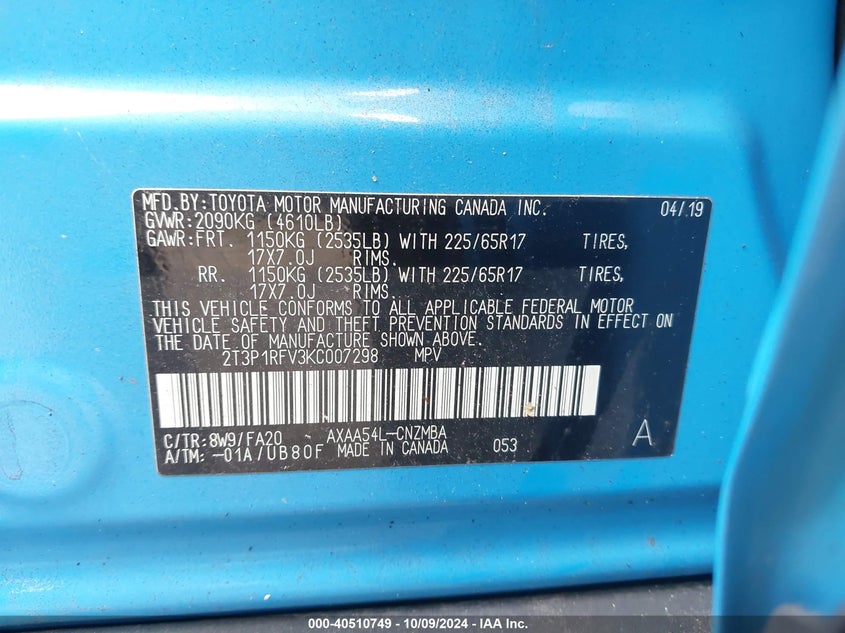 MFD.BY:TOYOTA MOTOR MANUFACTURING CANADA INC. 04/19
GVWR:2090KG (4610LB)
GAWR:FRT. 1150KG (2535LB) WITH 225/65R17 TIRES,
17X7.0J RIMS.
RR. 1150KG (2535LB) WITH 225/65R17 TIRES,
17X7.0J RIMS.
THIS VEHICLE CONFORMS TO ALL APPLICABLE FEDERAL MOTOR
VEHICLE SAFETY AND THEFT PREVENTION STANDARDS IN EFFECT ON
THE DATE OF MANUFACTURE SHOWN ABOVE.
2T3P1RFV3KC007298 MPV
C/TR:8W9/FA20 AXAA54L-CNZMBA
A/TM:-01A/UB80F MADE IN CANADA 053 A
000-40510749 - 10/09/2024 - IAA Inc.